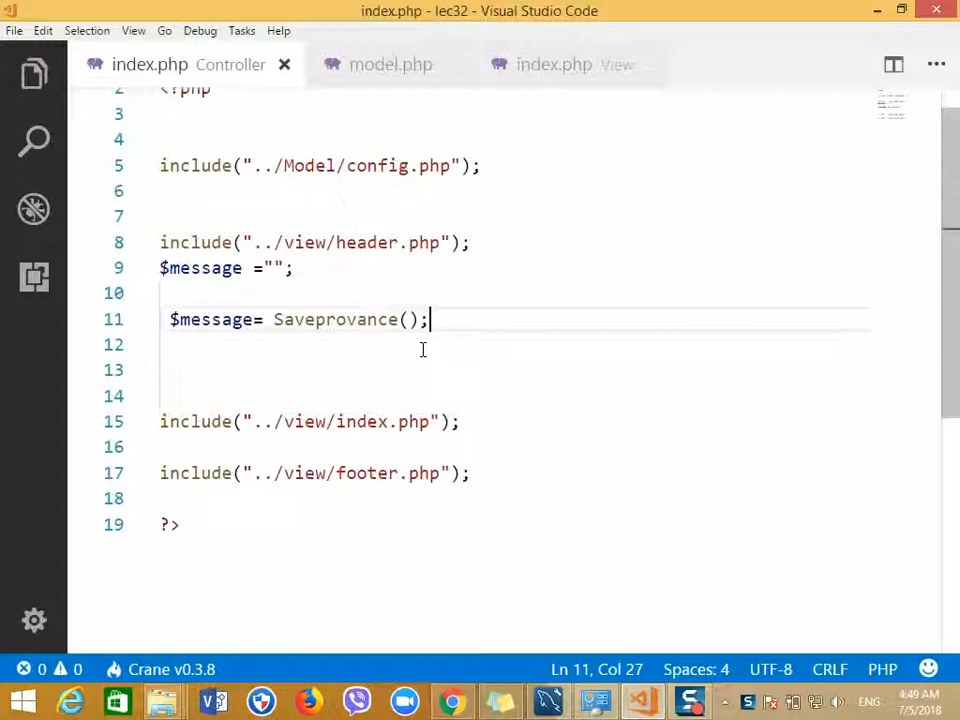 index.php - lec32 - Visual Studio Code
File Edit Selection View Go Debug Tasks Help
index.php Controller model.php index.php View
2 <?php
3
4
5 include("../Model/config.php");
6
7
8 include("../view/header.php");
9 $message ="";
10
11 $message= Saveprovance();
12
13
14
15 include("../view/index.php");
16
17 include("../view/footer.php");
18
19 ?>
0 0 Crane v0.3.8 Ln 11, Col 27 Spaces: 4 UTF-8 CRLF PHP
ENG 4:49 AM
7/5/2018